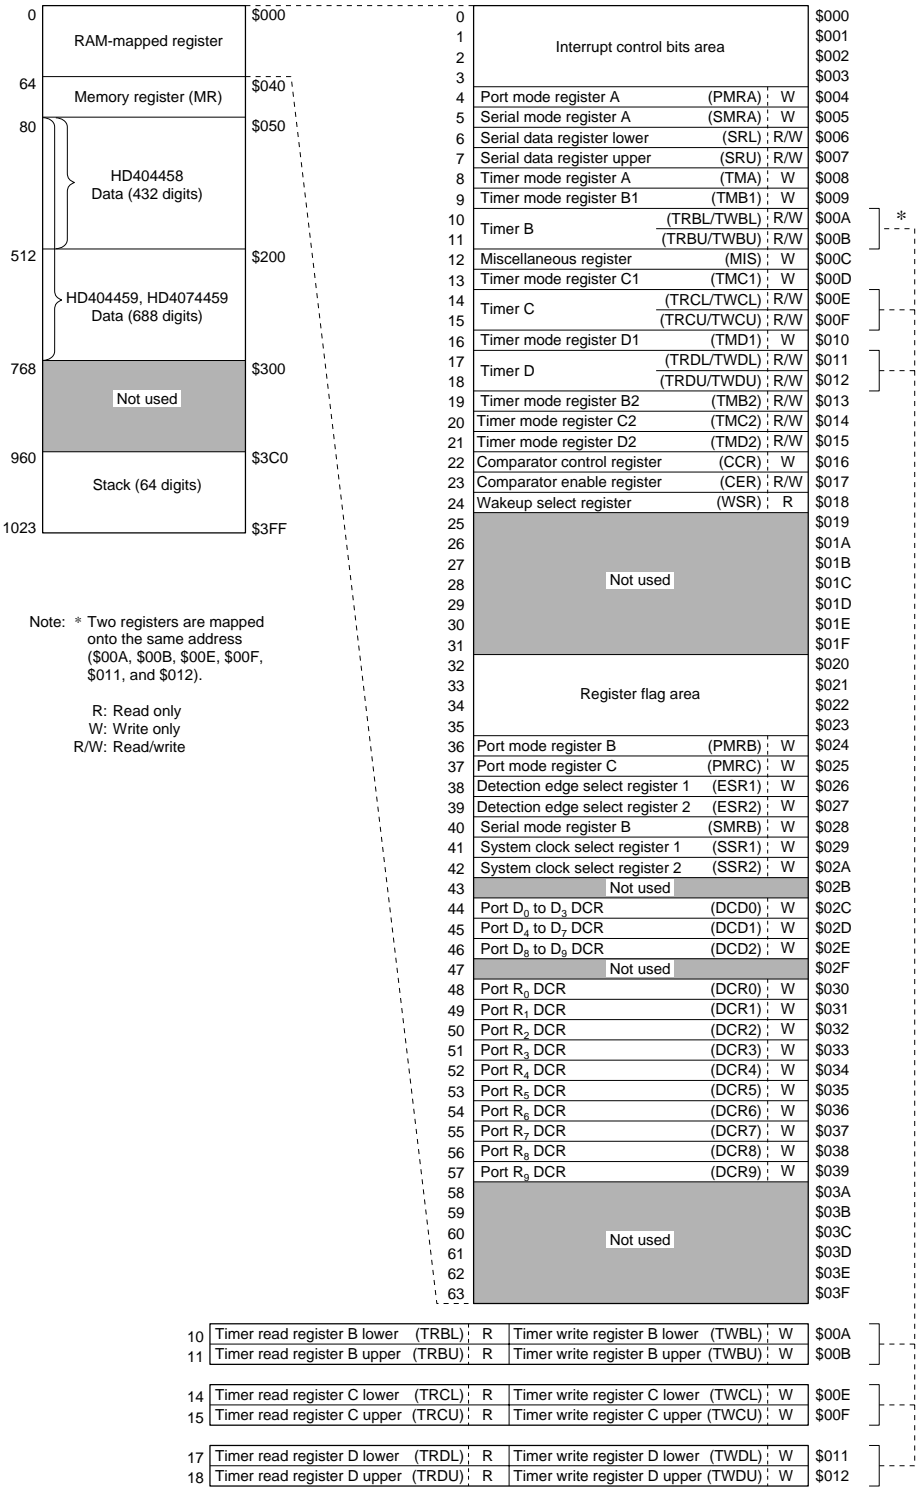 0 $000
RAM-mapped register
64 $040
Memory register (MR)
80 $050
HD404458
Data (432 digits)
512 $200
HD404459, HD4074459
Data (688 digits)
768 $300
Not used
960 $3C0
Stack (64 digits)
1023 $3FF
Note: * Two registers are mapped
onto the same address
($00A, $00B, $00E, $00F,
$011, and $012).
R: Read only
W: Write only
R/W: Read/write
0 $000
1 Interrupt control bits area $001
2 $002
3 $003
4 Port mode register A (PMRA) W $004
5 Serial mode register A (SMRA) W $005
6 Serial data register lower (SRL) R/W $006
7 Serial data register upper (SRU) R/W $007
8 Timer mode register A (TMA) W $008
9 Timer mode register B1 (TMB1) W $009
10 Timer B (TRBL/TWBL) R/W $00A *
11 (TRBU/TWBU) R/W $00B
12 Miscellaneous register (MIS) W $00C
13 Timer mode register C1 (TMC1) W $00D
14 Timer C (TRCL/TWCL) R/W $00E
15 (TRCU/TWCU) R/W $00F
16 Timer mode register D1 (TMD1) W $010
17 Timer D (TRDL/TWDL) R/W $011
18 (TRDU/TWDU) R/W $012
19 Timer mode register B2 (TMB2) R/W $013
20 Timer mode register C2 (TMC2) R/W $014
21 Timer mode register D2 (TMD2) R/W $015
22 Comparator control register (CCR) W $016
23 Comparator enable register (CER) R/W $017
24 Wakeup select register (WSR) R $018
25 $019
26 $01A
27 $01B
28 Not used $01C
29 $01D
30 $01E
31 $01F
32 $020
33 Register flag area $021
34 $022
35 $023
36 Port mode register B (PMRB) W $024
37 Port mode register C (PMRC) W $025
38 Detection edge select register 1 (ESR1) W $026
39 Detection edge select register 2 (ESR2) W $027
40 Serial mode register B (SMRB) W $028
41 System clock select register 1 (SSR1) W $029
42 System clock select register 2 (SSR2) W $02A
43 Not used $02B
44 Port D0 to D3 DCR (DCD0) W $02C
45 Port D4 to D7 DCR (DCD1) W $02D
46 Port D8 to D9 DCR (DCD2) W $02E
47 Not used $02F
48 Port R0 DCR (DCR0) W $030
49 Port R1 DCR (DCR1) W $031
50 Port R2 DCR (DCR2) W $032
51 Port R3 DCR (DCR3) W $033
52 Port R4 DCR (DCR4) W $034
53 Port R5 DCR (DCR5) W $035
54 Port R6 DCR (DCR6) W $036
55 Port R7 DCR (DCR7) W $037
56 Port R8 DCR (DCR8) W $038
57 Port R9 DCR (DCR9) W $039
58 $03A
59 $03B
60 Not used $03C
61 $03D
62 $03E
63 $03F
10 Timer read register B lower (TRBL) R Timer write register B lower (TWBL) W $00A
11 Timer read register B upper (TRBU) R Timer write register B upper (TWBU) W $00B
14 Timer read register C lower (TRCL) R Timer write register C lower (TWCL) W $00E
15 Timer read register C upper (TRCU) R Timer write register C upper (TWCU) W $00F
17 Timer read register D lower (TRDL) R Timer write register D lower (TWDL) W $011
18 Timer read register D upper (TRDU) R Timer write register D upper (TWDU) W $012